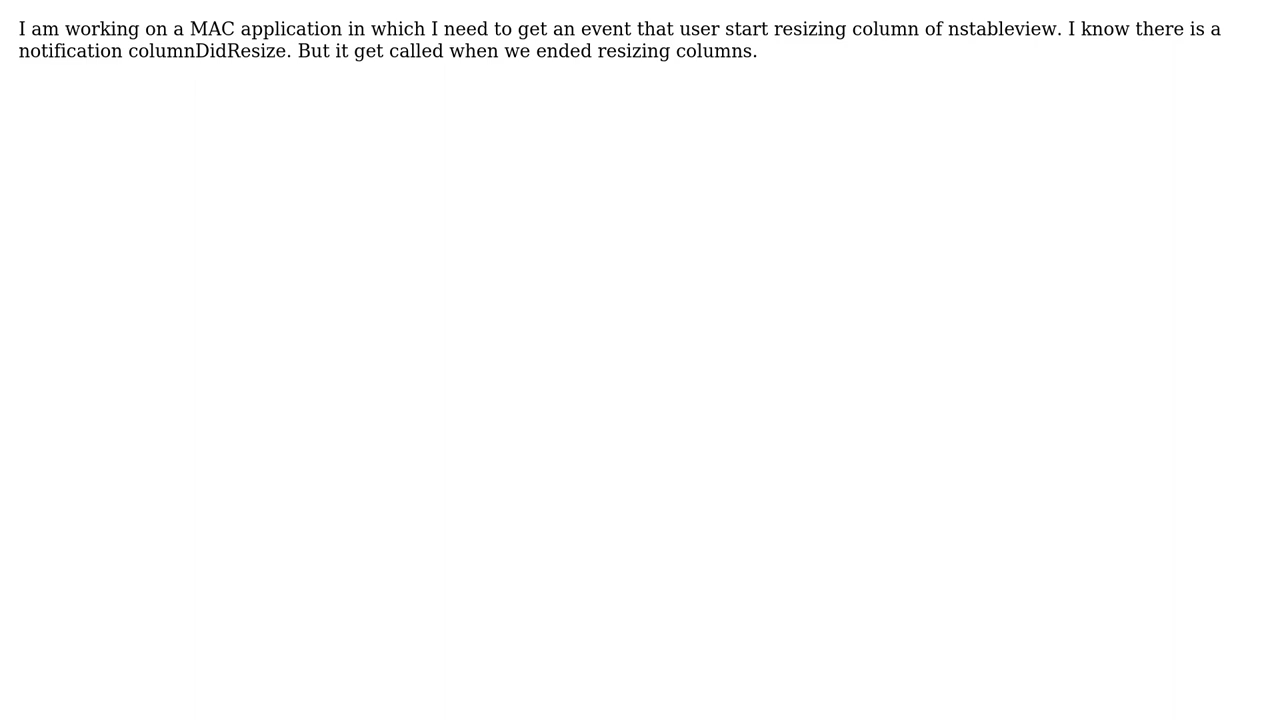 I am working on a MAC application in which I need to get an event that user start resizing column of nstableview. I know there is a
notification columnDidResize. But it get called when we ended resizing columns.